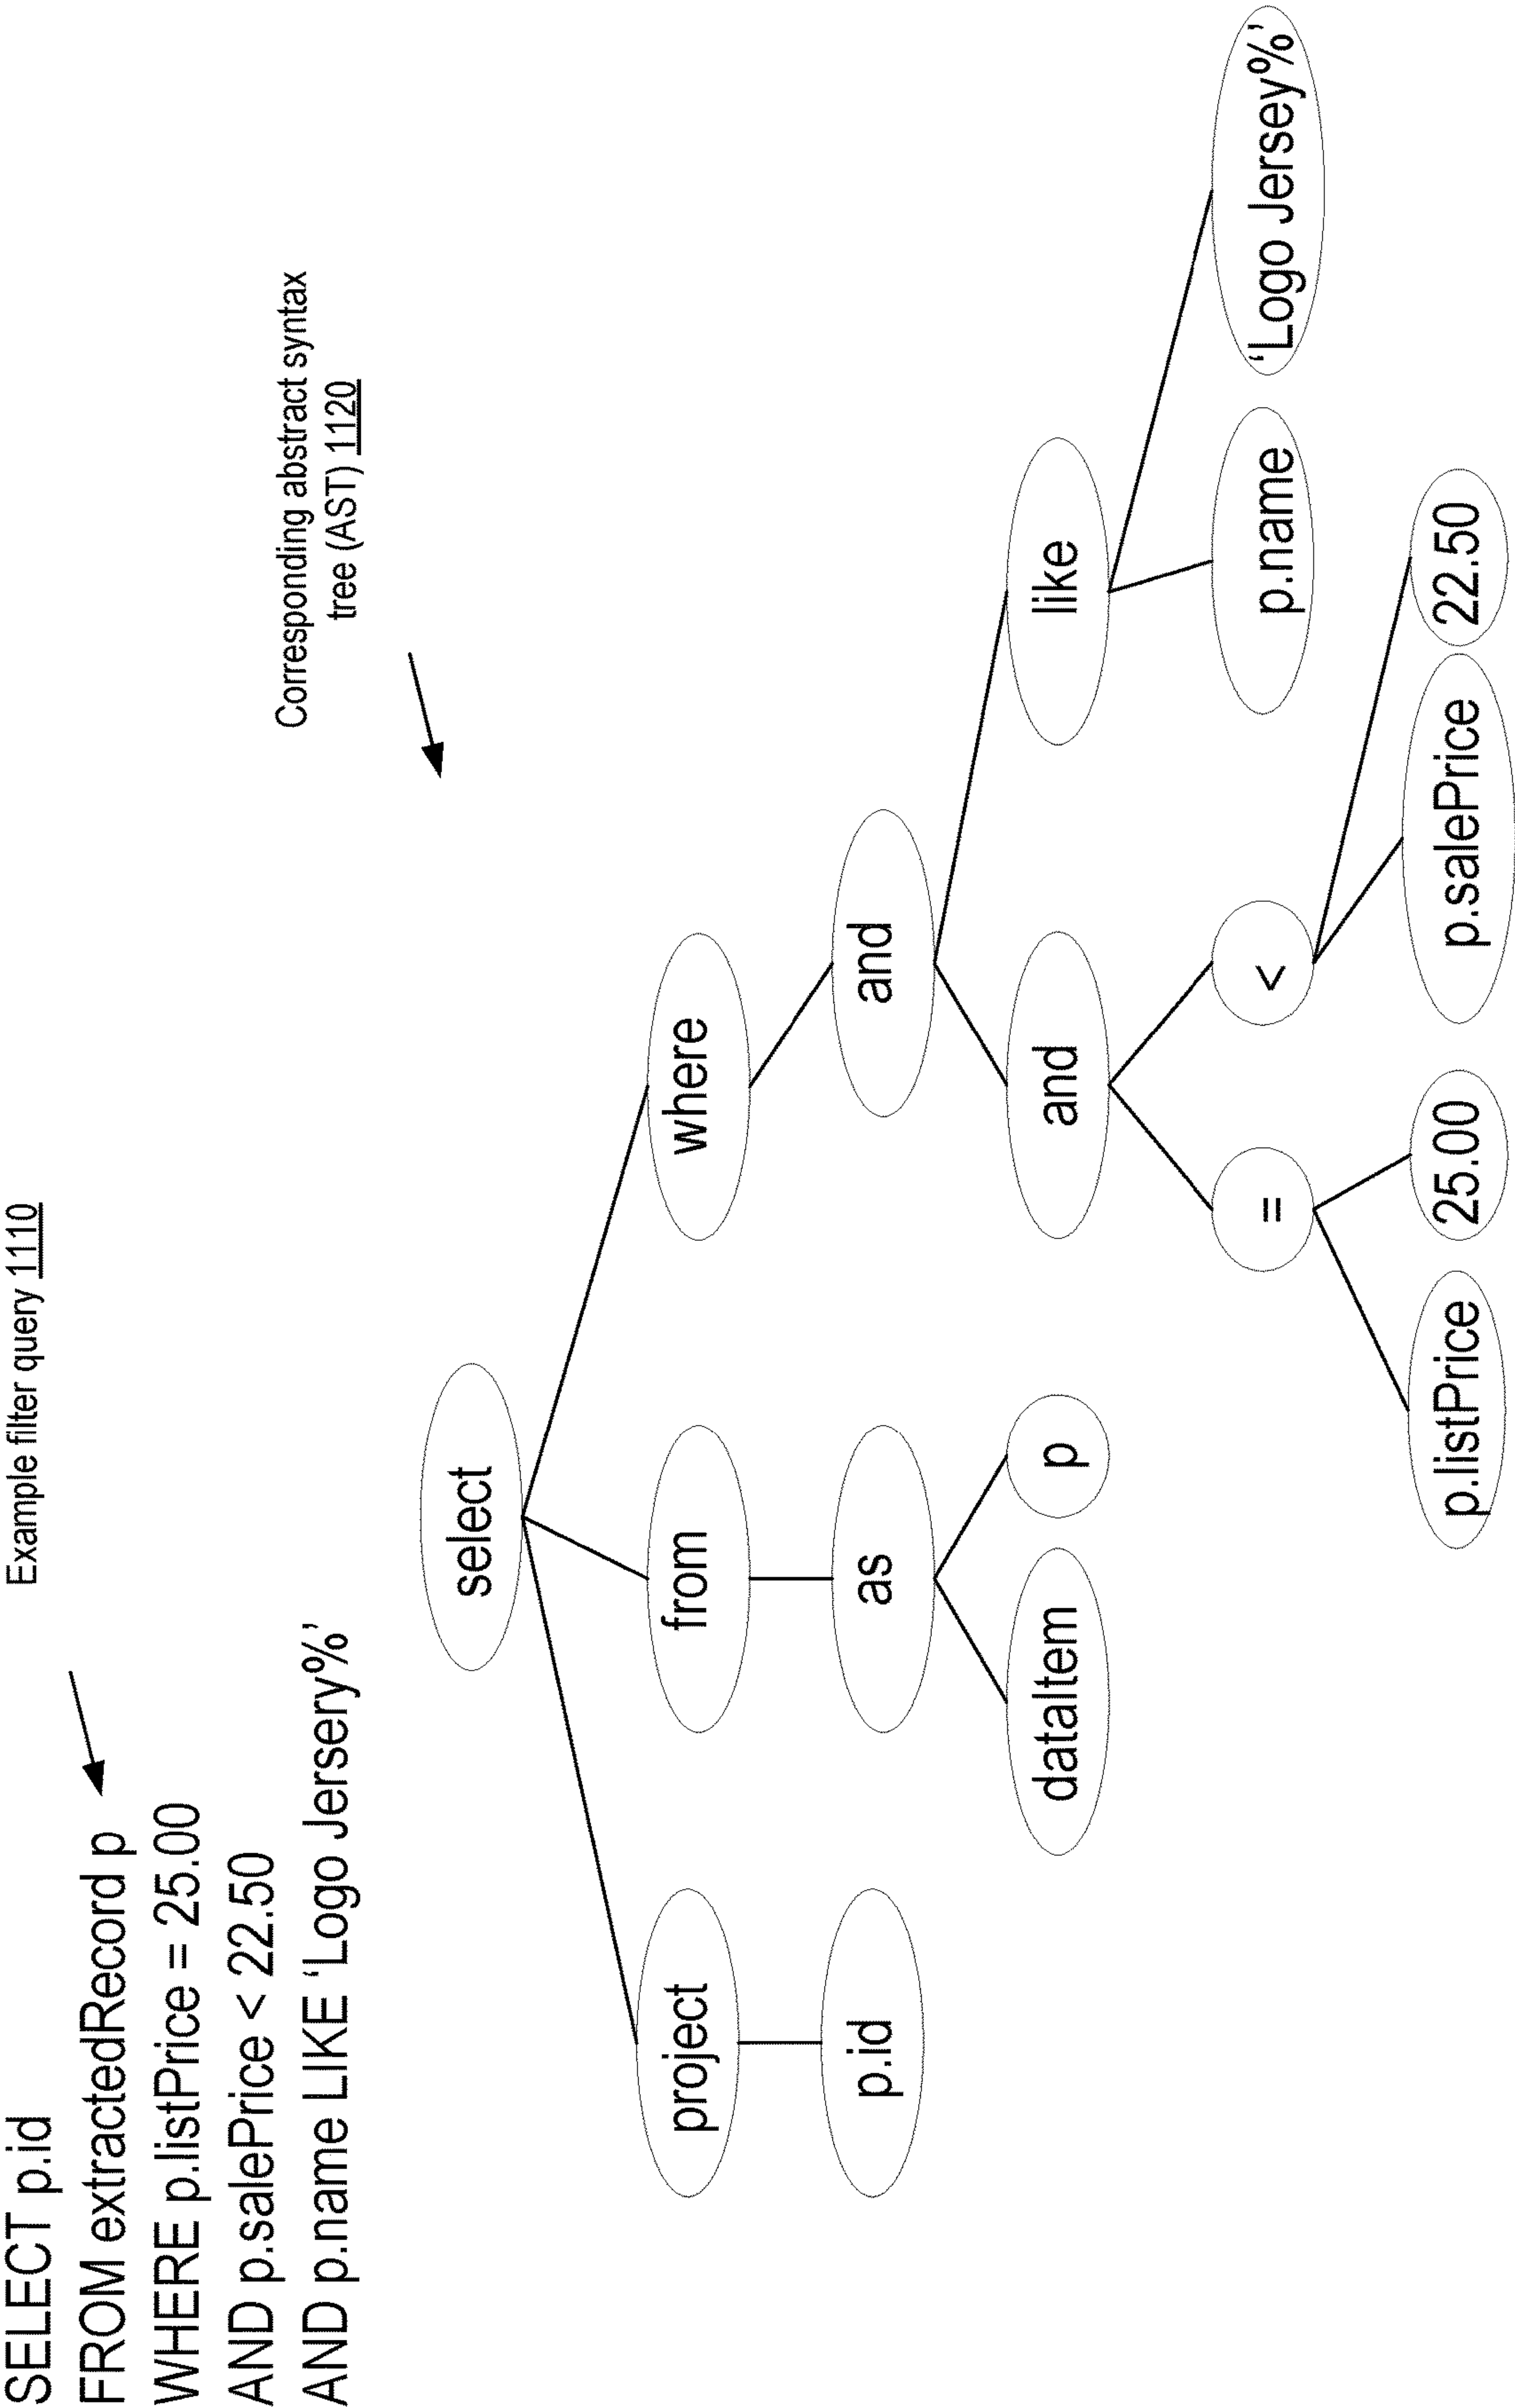 Example filter query 1110
SELECT p.id
FROM extractedRecord p
WHERE p.listPrice = 25.00
AND p.salePrice < 22.50
AND p.name LIKE ‘Logo Jersery%’
Corresponding abstract syntax
tree (AST) 1120
select
project
from
where
p.id
as
and
dataItem
p
and
like
=
<
p.name
‘Logo Jersey%’
p.listPrice
25.00
p.salePrice
22.50